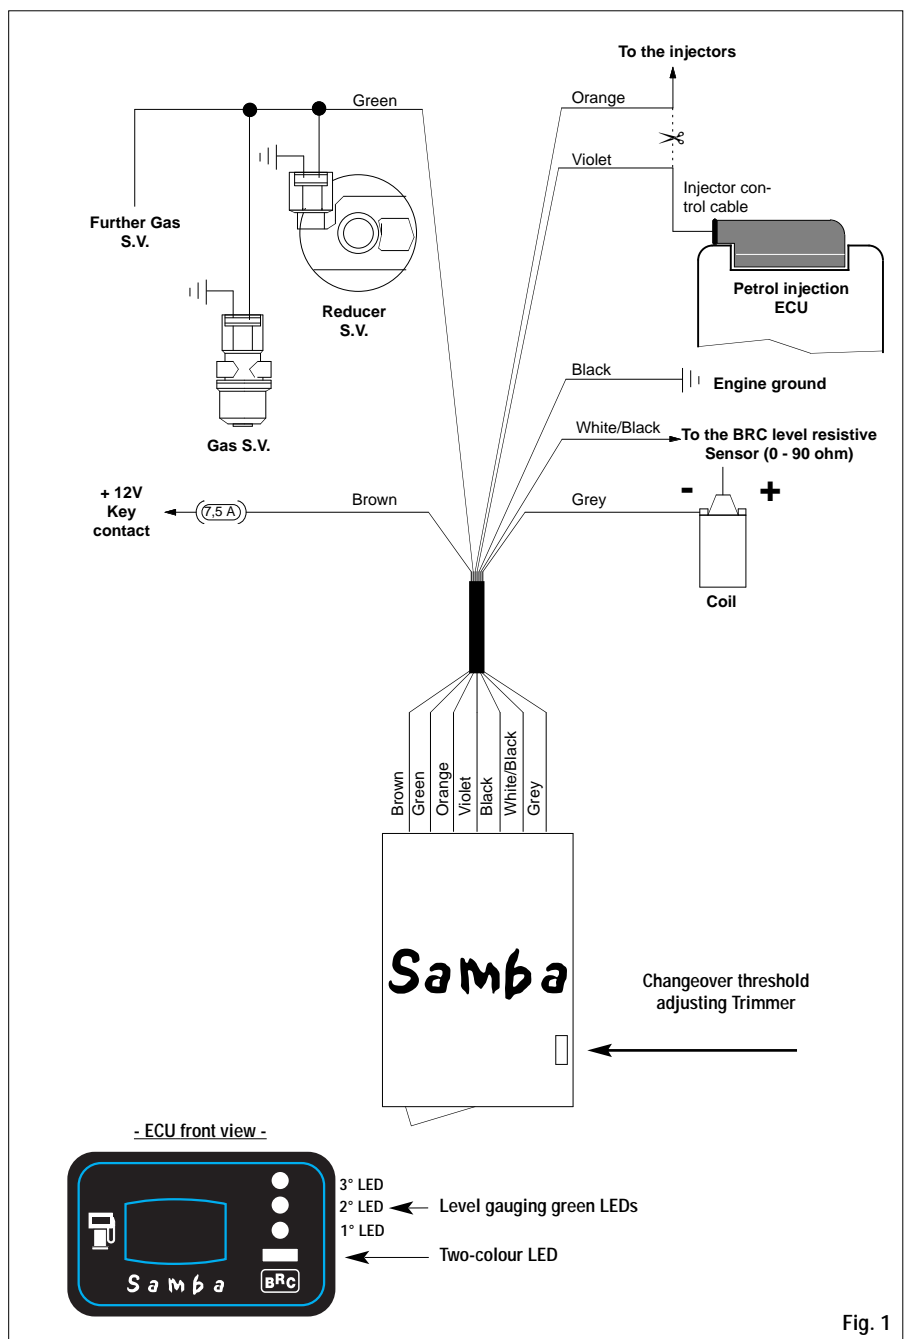 To the injectors
Green
Orange
Violet
Injector con-
trol cable
Further Gas
S.V.
Petrol injection
ECU
Reducer
S.V.
Black
Engine ground
White/Black
To the BRC level resistive
Sensor (0 - 90 ohm)
Gas S.V.
+ 12V
Key
contact
7,5 A
Brown
Grey
- +
Coil
Brown
Green
Orange
Violet
Black
White/Black
Grey
Samba
Changeover threshold
adjusting Trimmer
- ECU front view -
3° LED
2° LED
Level gauging green LEDs
1° LED
Two-colour LED
Samba
BRC
Fig. 1